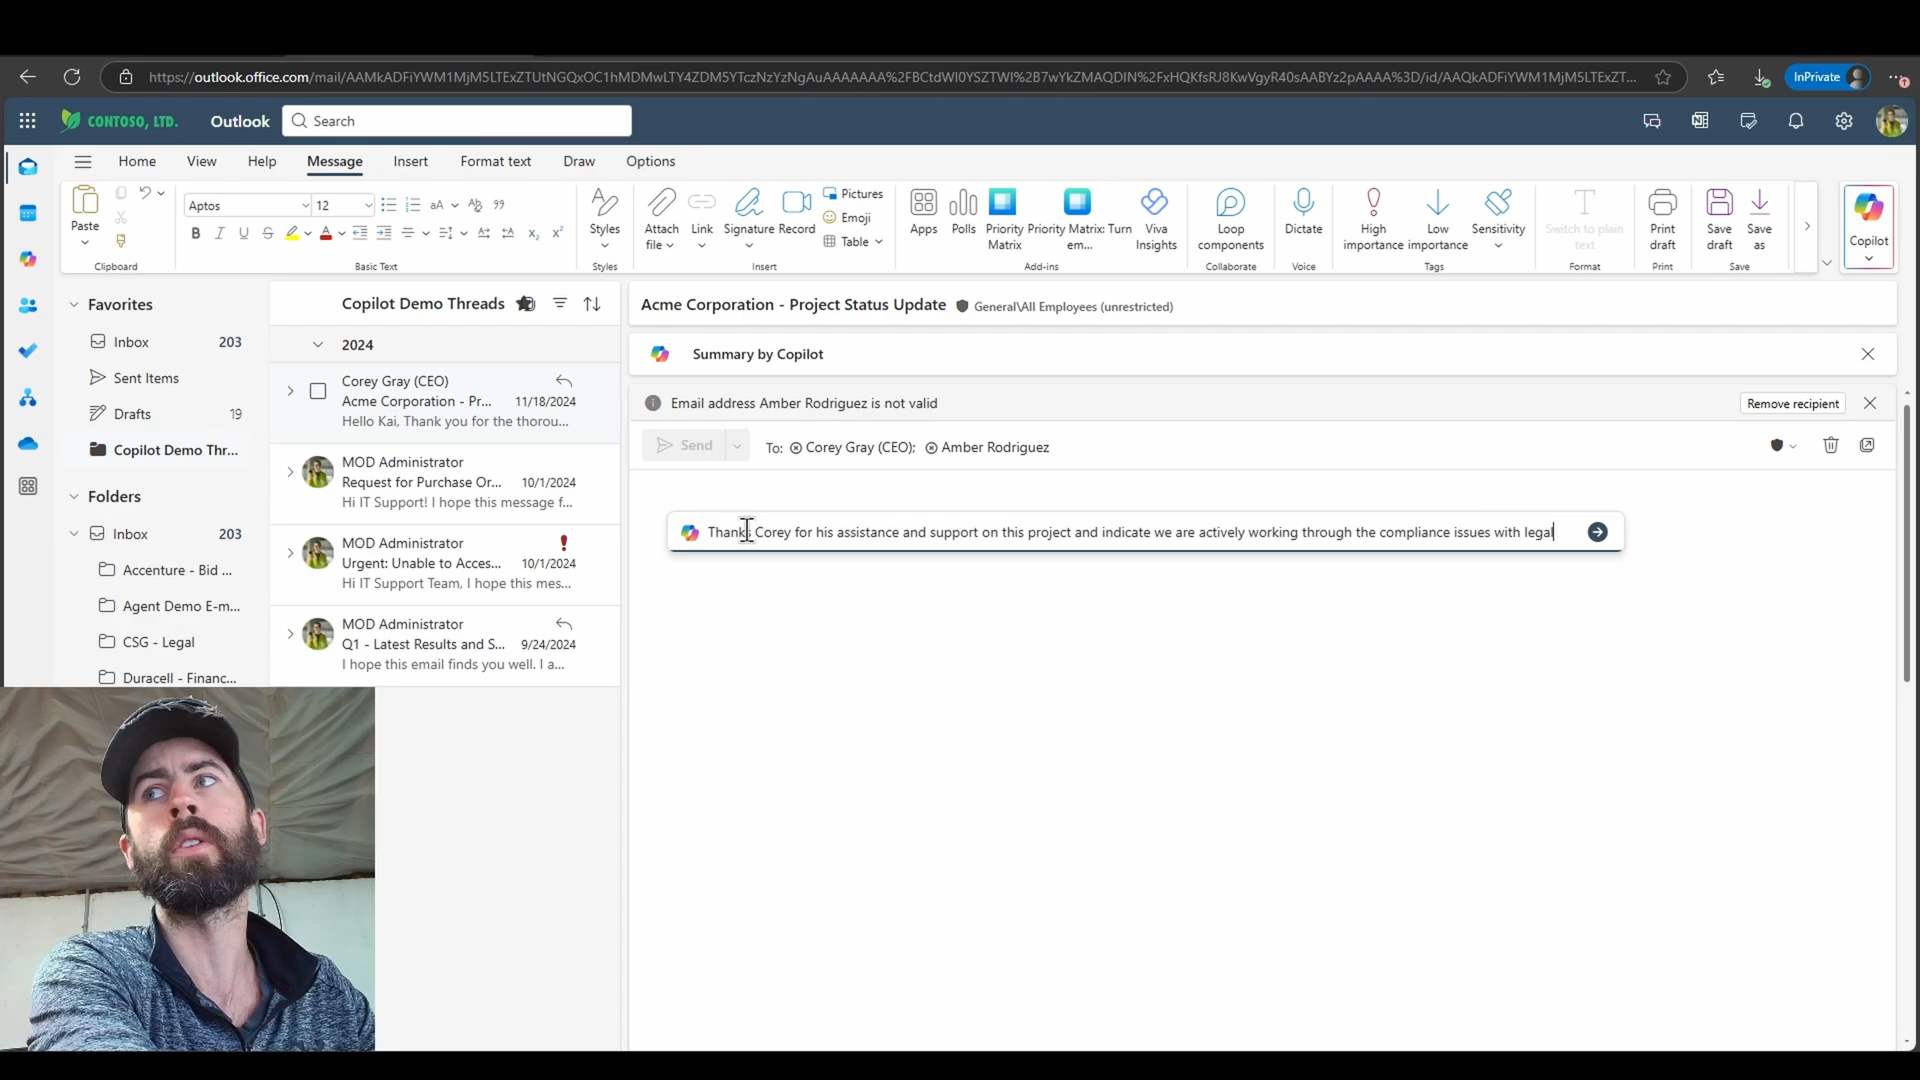 https://outlook.office.com/mail/AAMkADFiYWM1MjM5LTExZTUtNGQxOC1hMDMwLTY4ZDM5YTczNzYzNgAuAAAAAAA%2FBCtdWI0YSZTWI%2B7wYkZMAQDIN%2FxHQKfsRJ8KwVgyR40sAABYz2pAAAA%3D/id/AAQkADFiYWM1MjM5LTExZT...
InPrivate
CONTOSO, LTD.
Outlook
Search
Home
View
Help
Message
Insert
Format text
Draw
Options
Paste
Clipboard
Aptos
12
Basic Text
Styles
Styles
Attach file
Link
Signature
Record
Pictures
Emoji
Table
Insert
Apps
Polls
Priority Matrix
Priority Matrix: Turn em...
Viva Insights
Add-ins
Loop components
Collaborate
Dictate
Voice
High importance
Low importance
Sensitivity
Tags
Switch to plain text
Format
Print draft
Print
Save draft
Save as
Save
Copilot
Favorites
Inbox 203
Sent Items
Drafts 19
Copilot Demo Thr...
Folders
Inbox 203
Accenture - Bid ...
Agent Demo E-m...
CSG - Legal
Duracell - Financ...
Copilot Demo Threads
2024
Corey Gray (CEO)
Acme Corporation - Pr... 11/18/2024
Hello Kai, Thank you for the thorou...
MOD Administrator
Request for Purchase Or... 10/1/2024
Hi IT Support! I hope this message f...
MOD Administrator
Urgent: Unable to Acces... 10/1/2024
Hi IT Support Team, I hope this mes...
MOD Administrator
Q1 - Latest Results and S... 9/24/2024
I hope this email finds you well. I a...
Acme Corporation - Project Status Update General\All Employees (unrestricted)
Summary by Copilot
Email address Amber Rodriguez is not valid
Remove recipient
Send
To: Corey Gray (CEO); Amber Rodriguez
Thanks Corey for his assistance and support on this project and indicate we are actively working through the compliance issues with legal